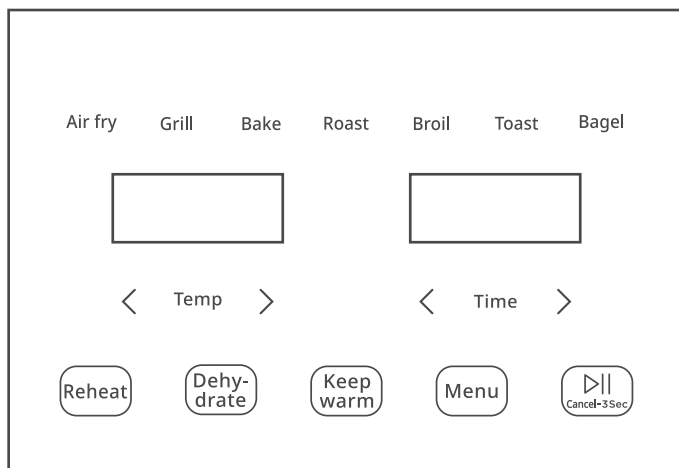 Air fry Grill Bake Roast Broil Toast Bagel
< Temp > < Time >
Reheat
Dehy-
drate
Keep
warm
Menu
Cancel-3Sec